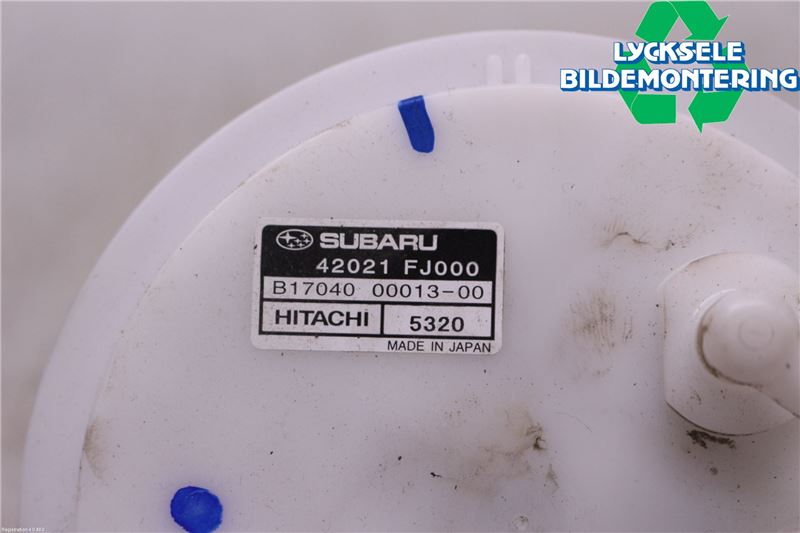 LYCKSELE
BILDEMONTERING
SUBARU
42021 FJ000
B17040 00013-00
HITACHI 5320
MADE IN JAPAN